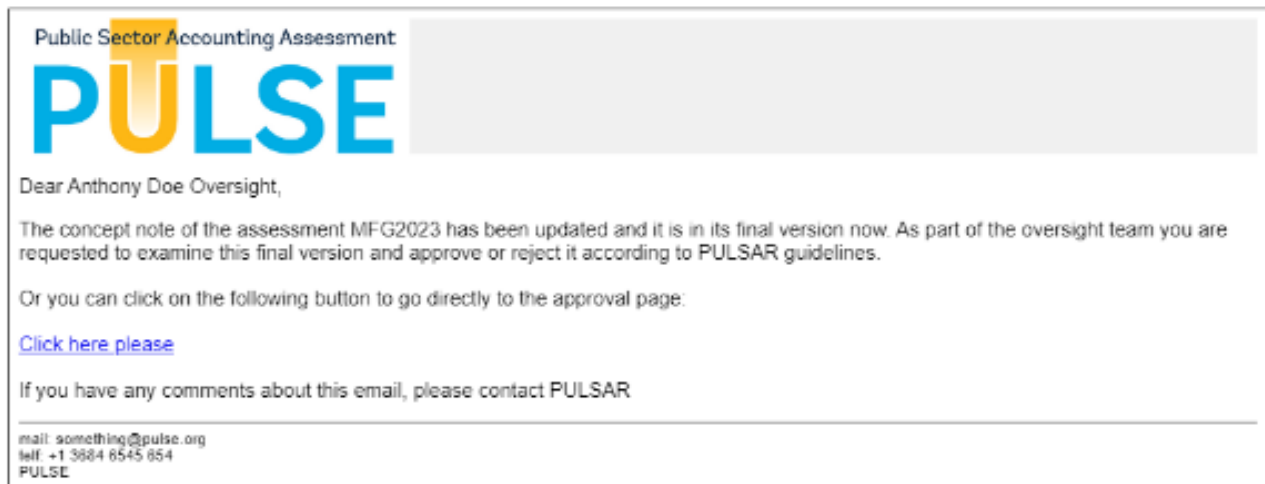 Public Sector Accounting Assessment
PULSE
Dear Anthony Doe Oversight,
The concept note of the assessment MFG2023 has been updated and it is in its final version now. As part of the oversight team you are
requested to examine this final version and approve or reject it according to PULSAR guidelines.
Or you can click on the following button to go directly to the approval page:
Click here please
If you have any comments about this email, please contact PULSAR
mail: something@pulse.org
telf: +1 3684 6545 654
PULSE